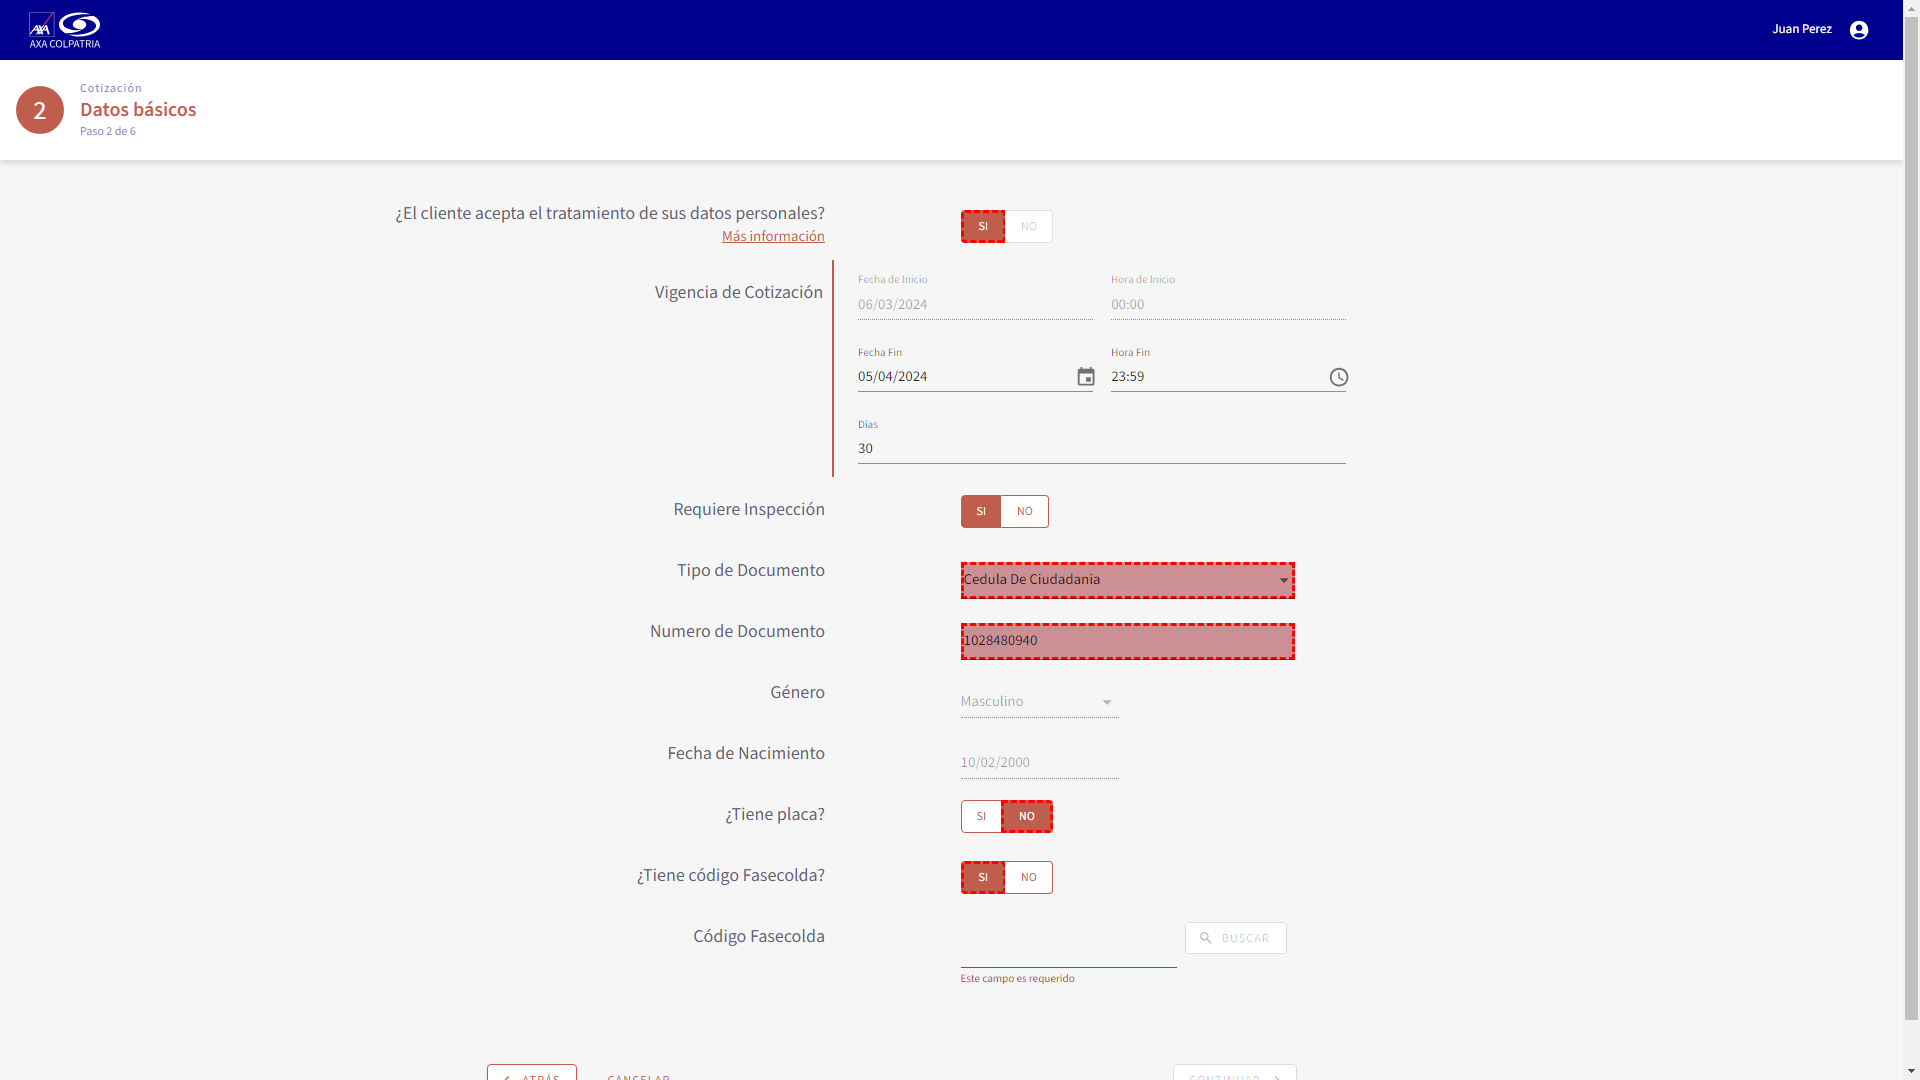 AXA
AXA COLPATRIA
Juan Perez
2
Cotización
Datos básicos
Paso 2 de 6
¿El cliente acepta el tratamiento de sus datos personales?
Más información
SI NO
Vigencia de Cotización
Fecha de Inicio Hora de Inicio
06/03/2024 00:00
Fecha Fin Hora Fin
05/04/2024 23:59
Días
30
Requiere Inspección SI NO
Tipo de Documento Cedula De Ciudadania
Numero de Documento 1028480940
Género Masculino
Fecha de Nacimiento 10/02/2000
¿Tiene placa? SI NO
¿Tiene código Fasecolda? SI NO
Código Fasecolda BUSCAR
Este campo es requerido
ATRÁS CANCELAR CONTINUAR